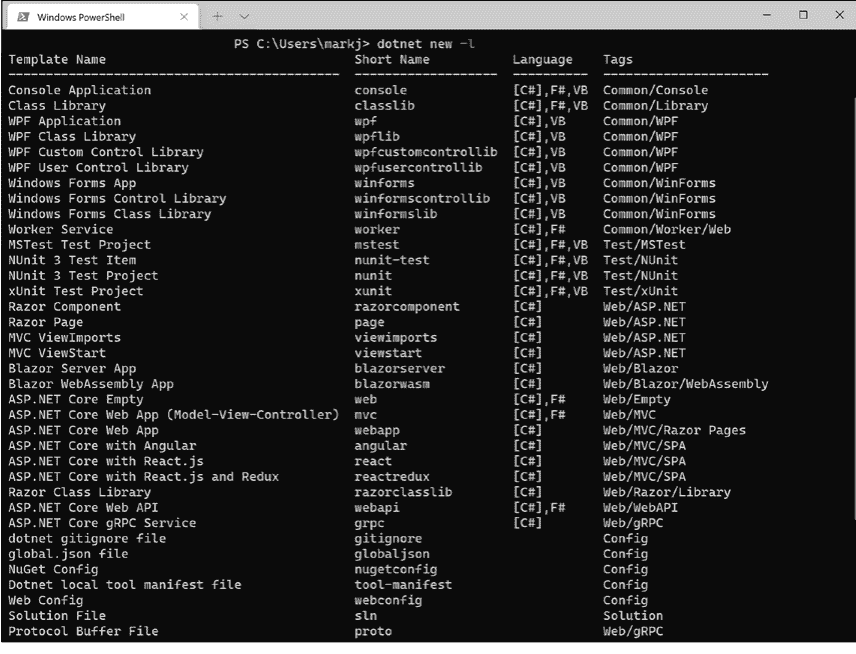 Windows PowerShell
PS C:\Users\markj> dotnet new -l
Template Name Short Name Language Tags
--------------------------------------------- ------------------- ---------- ----------------------
Console Application console [C#],F#,VB Common/Console
Class Library classlib [C#],F#,VB Common/Library
WPF Application wpf [C#],VB Common/WPF
WPF Class Library wpflib [C#],VB Common/WPF
WPF Custom Control Library wpfcustomcontrollib [C#],VB Common/WPF
WPF User Control Library wpfusercontrollib [C#],VB Common/WPF
Windows Forms App winforms [C#],VB Common/WinForms
Windows Forms Control Library winformscontrollib [C#],VB Common/WinForms
Windows Forms Class Library winformslib [C#],VB Common/WinForms
Worker Service worker [C#],F# Common/Worker/Web
MSTest Test Project mstest [C#],F#,VB Test/MSTest
NUnit 3 Test Item nunit-test [C#],F#,VB Test/NUnit
NUnit 3 Test Project nunit [C#],F#,VB Test/NUnit
xUnit Test Project xunit [C#],F#,VB Test/xUnit
Razor Component razorcomponent [C#] Web/ASP.NET
Razor Page page [C#] Web/ASP.NET
MVC ViewImports viewimports [C#] Web/ASP.NET
MVC ViewStart viewstart [C#] Web/ASP.NET
Blazor Server App blazorserver [C#] Web/Blazor
Blazor WebAssembly App blazorwasm [C#] Web/Blazor/WebAssembly
ASP.NET Core Empty web [C#],F# Web/Empty
ASP.NET Core Web App (Model-View-Controller) mvc [C#],F# Web/MVC
ASP.NET Core Web App webapp [C#] Web/MVC/Razor Pages
ASP.NET Core with Angular angular [C#] Web/MVC/SPA
ASP.NET Core with React.js react [C#] Web/MVC/SPA
ASP.NET Core with React.js and Redux reactredux [C#] Web/MVC/SPA
Razor Class Library razorclasslib [C#] Web/Razor/Library
ASP.NET Core Web API webapi [C#],F# Web/WebAPI
ASP.NET Core gRPC Service grpc [C#] Web/gRPC
dotnet gitignore file gitignore Config
global.json file globaljson Config
NuGet Config nugetconfig Config
Dotnet local tool manifest file tool-manifest Config
Web Config webconfig Config
Solution File sln Solution
Protocol Buffer File proto Web/gRPC